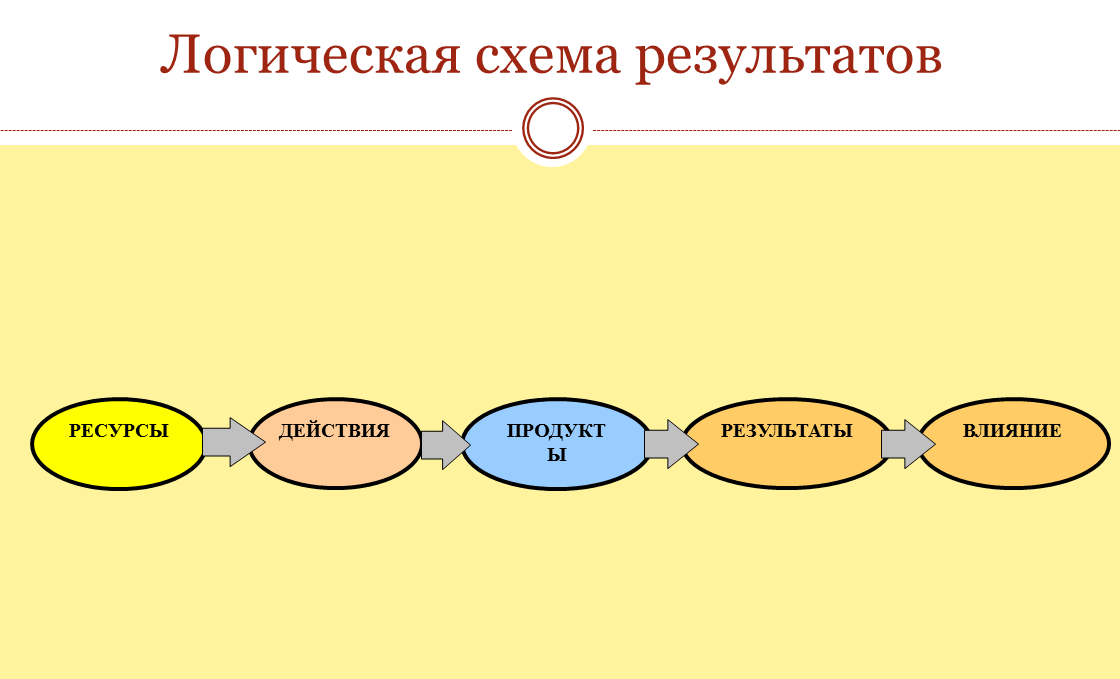 Логическая схема результатов
РЕСУРСЫ
ДЕЙСТВИЯ
ПРОДУКТ
Ы
РЕЗУЛЬТАТЫ
ВЛИЯНИЕ